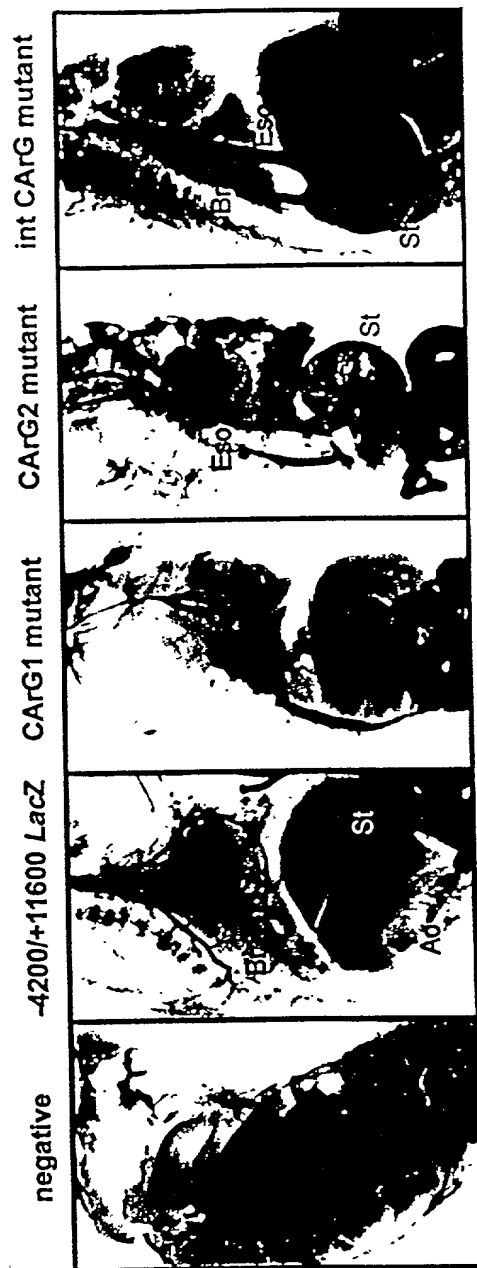 negative
-4200/+11600 LacZ
CArG1 mutant
CArG2 mutant
int CArG mutant
Br
St
Ao
Eso
St
Br
Eso
St